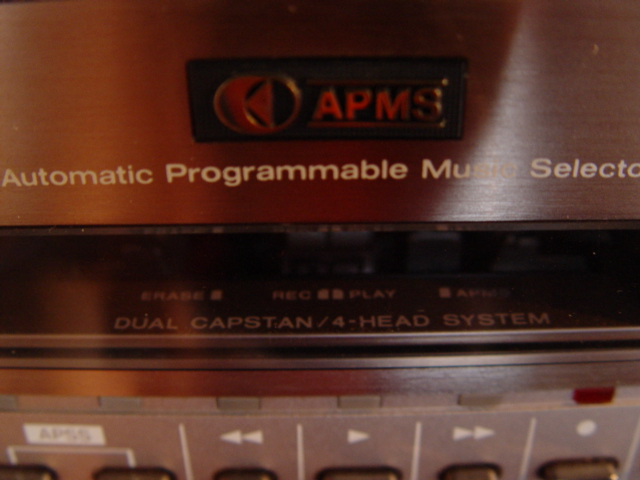 APMS
Automatic Programmable Music Selecto
ERASE REC PLAY APMS
DUAL CAPSTAN/4-HEAD SYSTEM
APSS